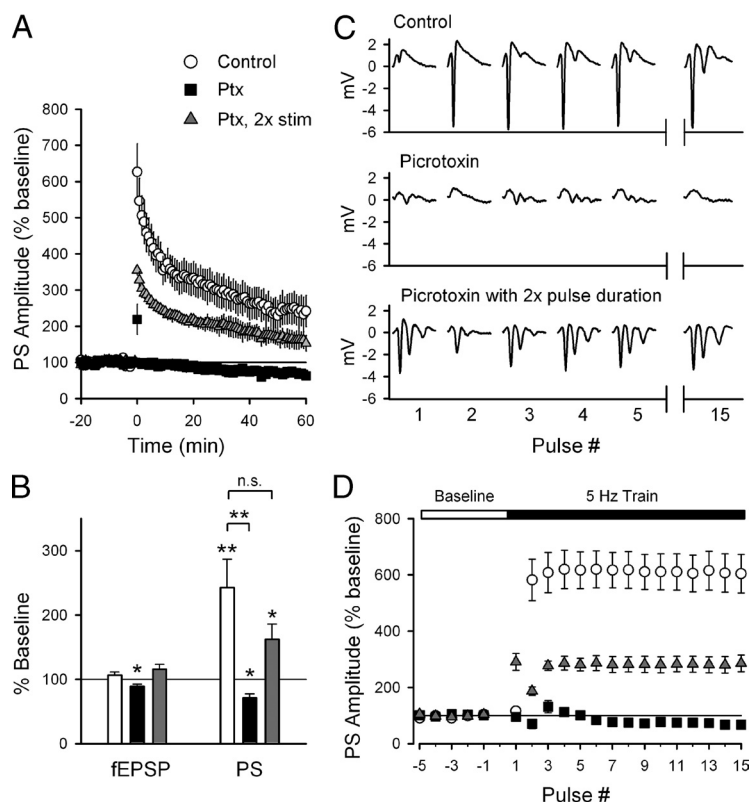 A
Control
Ptx
Ptx, 2x stim
800
700
600
500
400
300
200
100
0
PS Amplitude (% baseline)
-20 0 20 40 60
Time (min)
B
n.s.
**
**
*
*
*
300
200
100
0
% Baseline
fEPSP PS
C
Control
2
0
-2
-4
-6
mV
Picrotoxin
2
0
-2
-4
-6
mV
Picrotoxin with 2x pulse duration
2
0
-2
-4
-6
mV
1 2 3 4 5 15
Pulse #
D
Baseline 5 Hz Train
800
600
400
200
0
PS Amplitude (% baseline)
-5 -3 -1 1 3 5 7 9 11 13 15
Pulse #